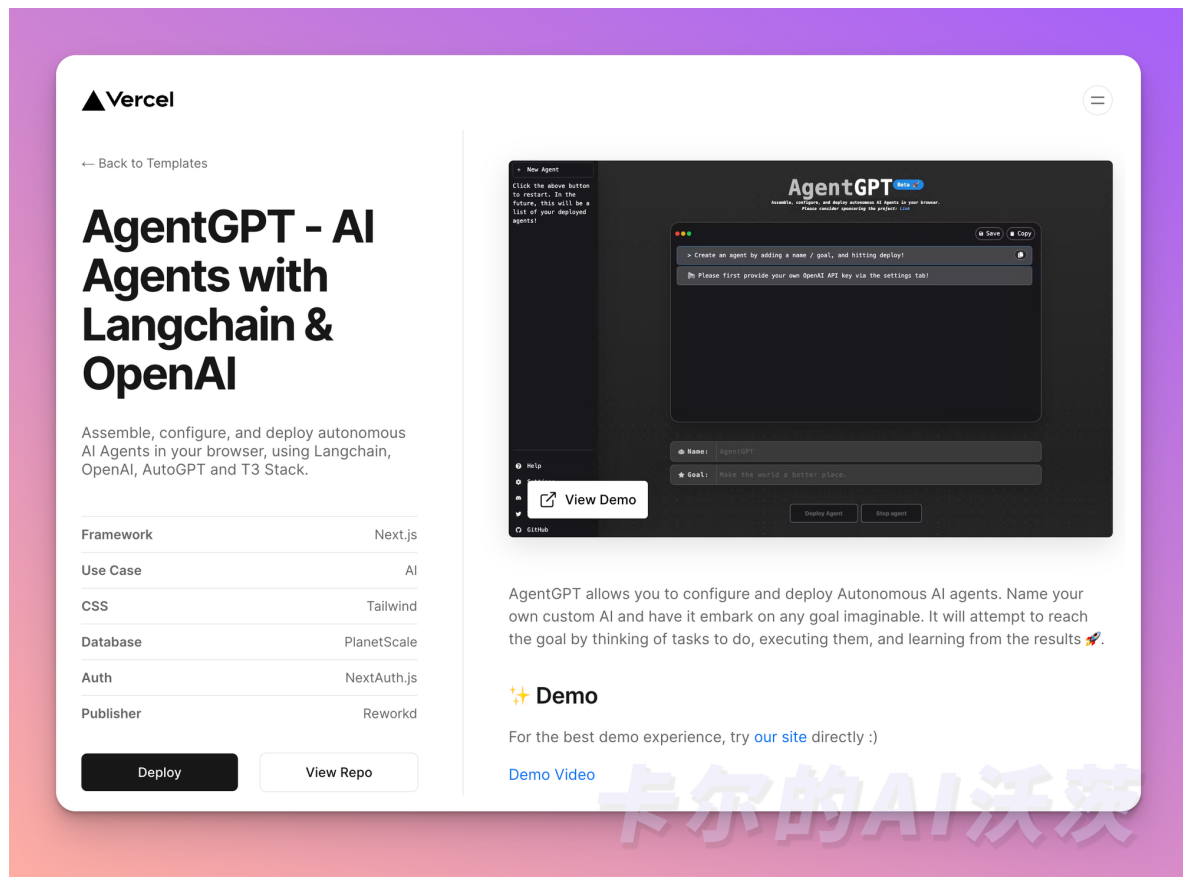 Vercel
← Back to Templates
AgentGPT - AI
Agents with
Langchain &
OpenAI
Assemble, configure, and deploy autonomous
AI Agents in your browser, using Langchain,
OpenAI, AutoGPT and T3 Stack.
Framework Next.js
Use Case AI
CSS Tailwind
Database PlanetScale
Auth NextAuth.js
Publisher Reworkd
Deploy View Repo
+ New Agent
Click the above button
to restart. In the
future, this will be a
list of your deployed
agents!
AgentGPT Beta 🚀
Assemble, configure, and deploy autonomous AI Agents in your browser.
Please consider sponsoring the project: Link
Save Copy
> Create an agent by adding a name / goal, and hitting deploy!
Please first provide your own OpenAI API key via the settings tab!
Name: AgentGPT
Goal: Make the world a better place.
Deploy Agent Stop agent
Help
View Demo
GitHub
AgentGPT allows you to configure and deploy Autonomous AI agents. Name your
own custom AI and have it embark on any goal imaginable. It will attempt to reach
the goal by thinking of tasks to do, executing them, and learning from the results 🚀.
✨ Demo
For the best demo experience, try our site directly :)
Demo Video
卡尔的AI沃茨